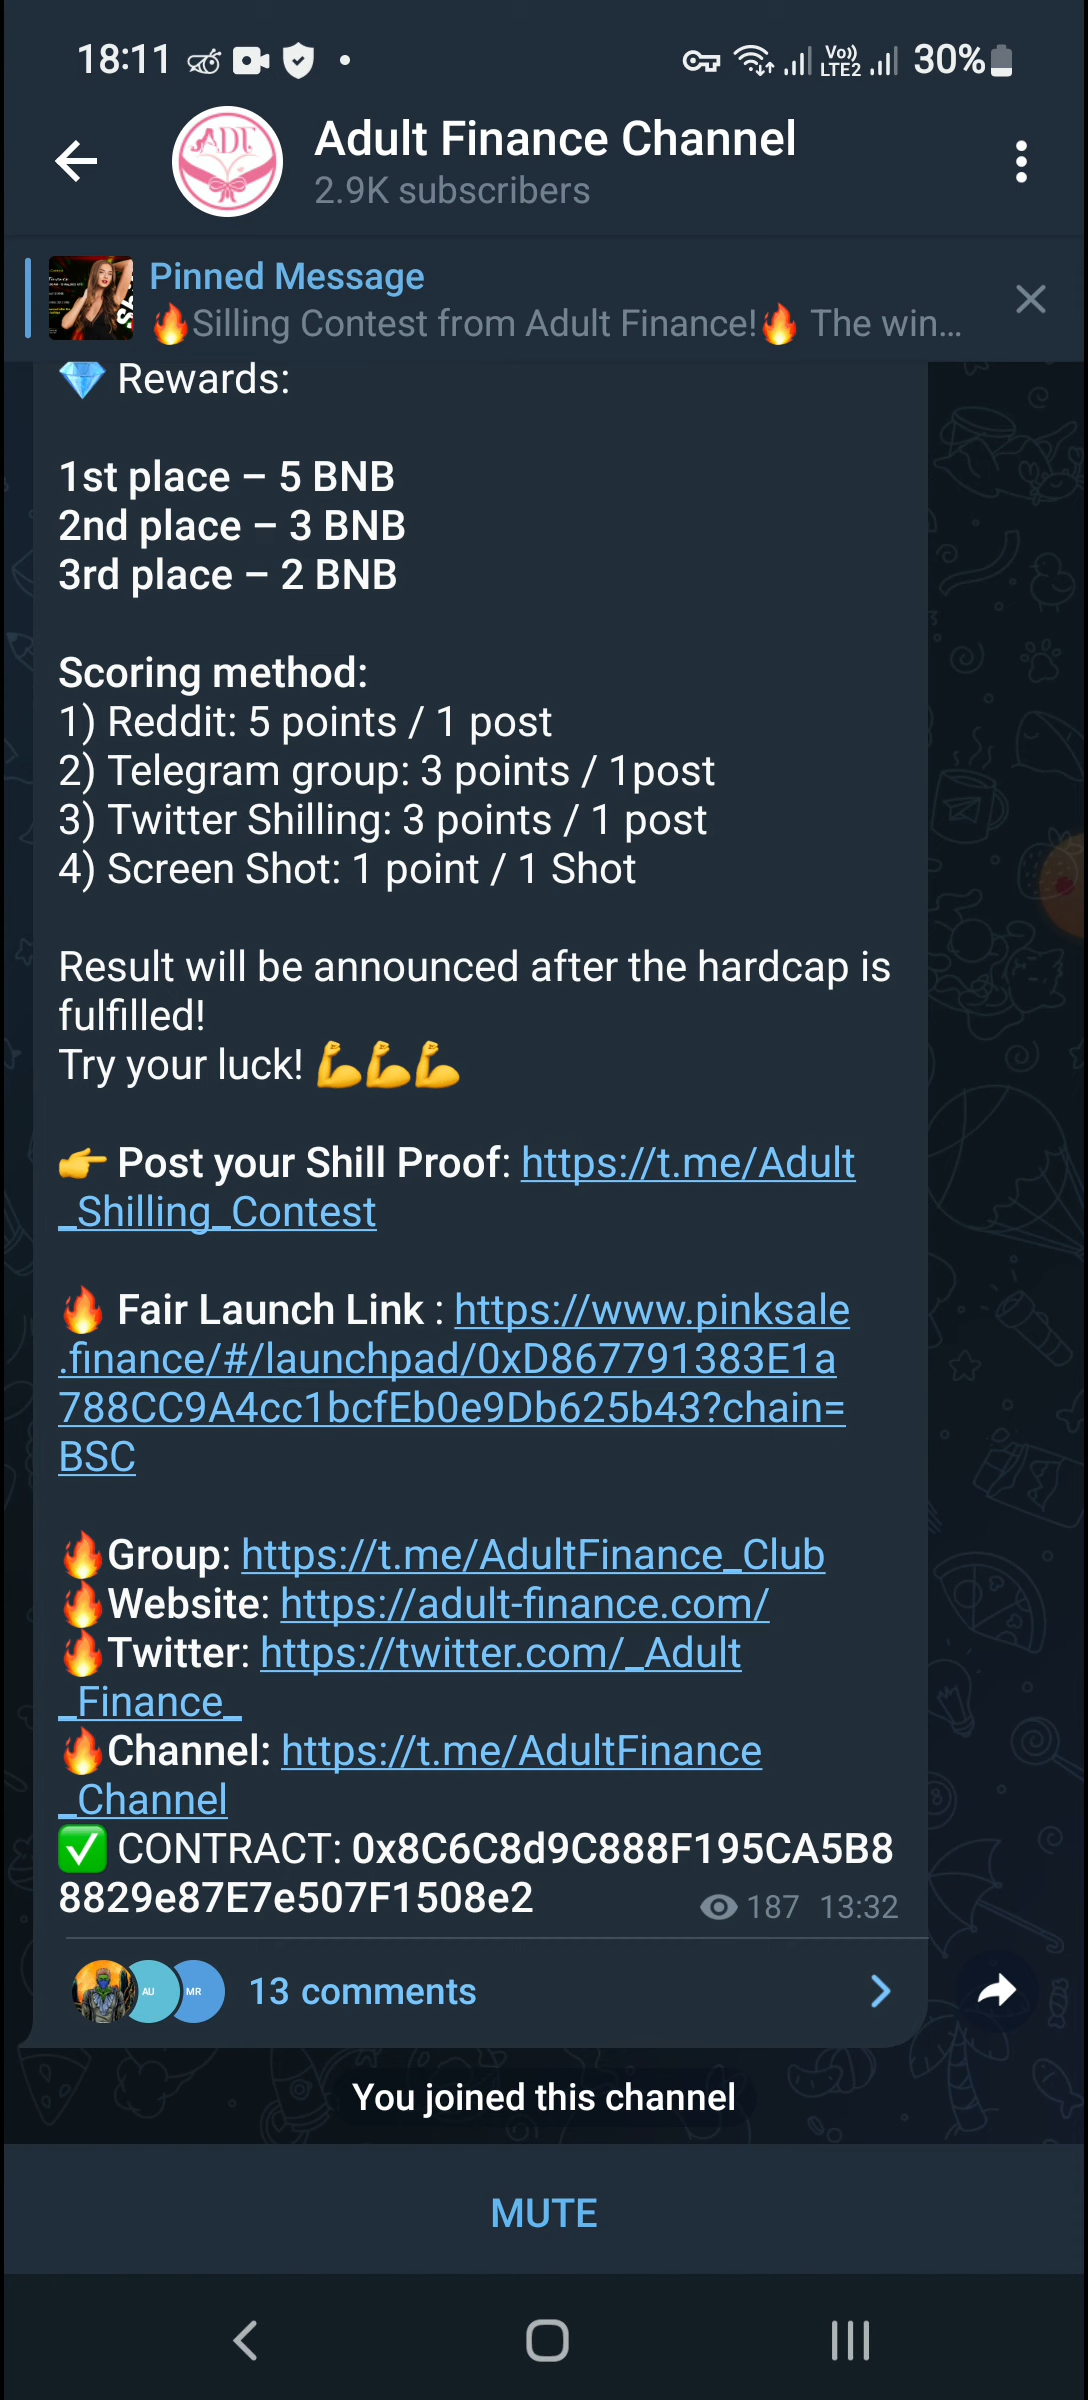 18:11
Vo))
LTE2
30%
ADU
Adult Finance Channel
2.9K subscribers
Pinned Message
🔥Silling Contest from Adult Finance!🔥 The win...
💎 Rewards:
1st place – 5 BNB
2nd place – 3 BNB
3rd place – 2 BNB
Scoring method:
1) Reddit: 5 points / 1 post
2) Telegram group: 3 points / 1post
3) Twitter Shilling: 3 points / 1 post
4) Screen Shot: 1 point / 1 Shot
Result will be announced after the hardcap is
fulfilled!
Try your luck! 💪💪💪
👉 Post your Shill Proof: https://t.me/Adult
_Shilling_Contest
🔥 Fair Launch Link : https://www.pinksale
.finance/#/launchpad/0xD867791383E1a
788CC9A4cc1bcfEb0e9Db625b43?chain=
BSC
🔥Group: https://t.me/AdultFinance_Club
🔥Website: https://adult-finance.com/
🔥Twitter: https://twitter.com/_Adult
_Finance_
🔥Channel: https://t.me/AdultFinance
_Channel
✅ CONTRACT: 0x8C6C8d9C888F195CA5B8
8829e87E7e507F1508e2
187 13:32
AU
MR
13 comments
You joined this channel
MUTE